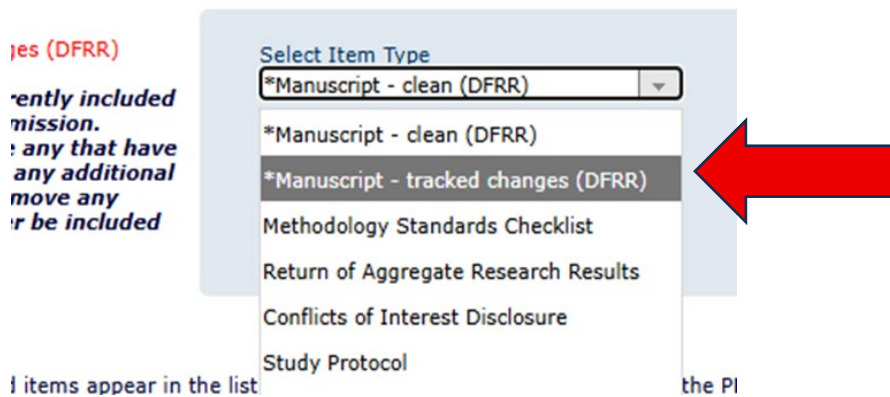 ges (DFRR)
rently included
mission.
e any that have
any additional
move any
r be included
Select Item Type
*Manuscript - clean (DFRR)
*Manuscript - clean (DFRR)
*Manuscript - tracked changes (DFRR)
Methodology Standards Checklist
Return of Aggregate Research Results
Conflicts of Interest Disclosure
Study Protocol
d items appear in the list
the